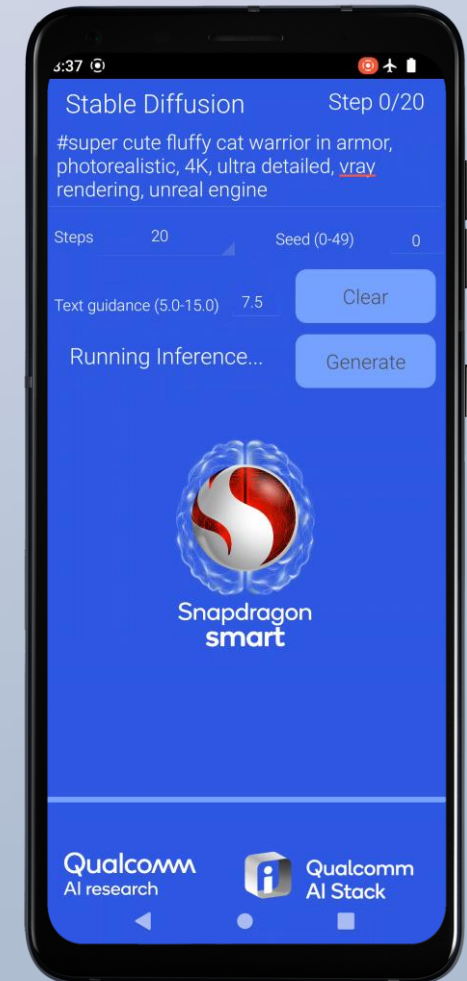 3:37
Stable Diffusion Step 0/20
#super cute fluffy cat warrior in armor,
photorealistic, 4K, ultra detailed, vray
rendering, unreal engine
Steps 20 Seed (0-49) 0
Text guidance (5.0-15.0) 7.5 Clear
Running Inference... Generate
Snapdragon
smart
Qualcomm
AI research
Qualcomm
AI Stack